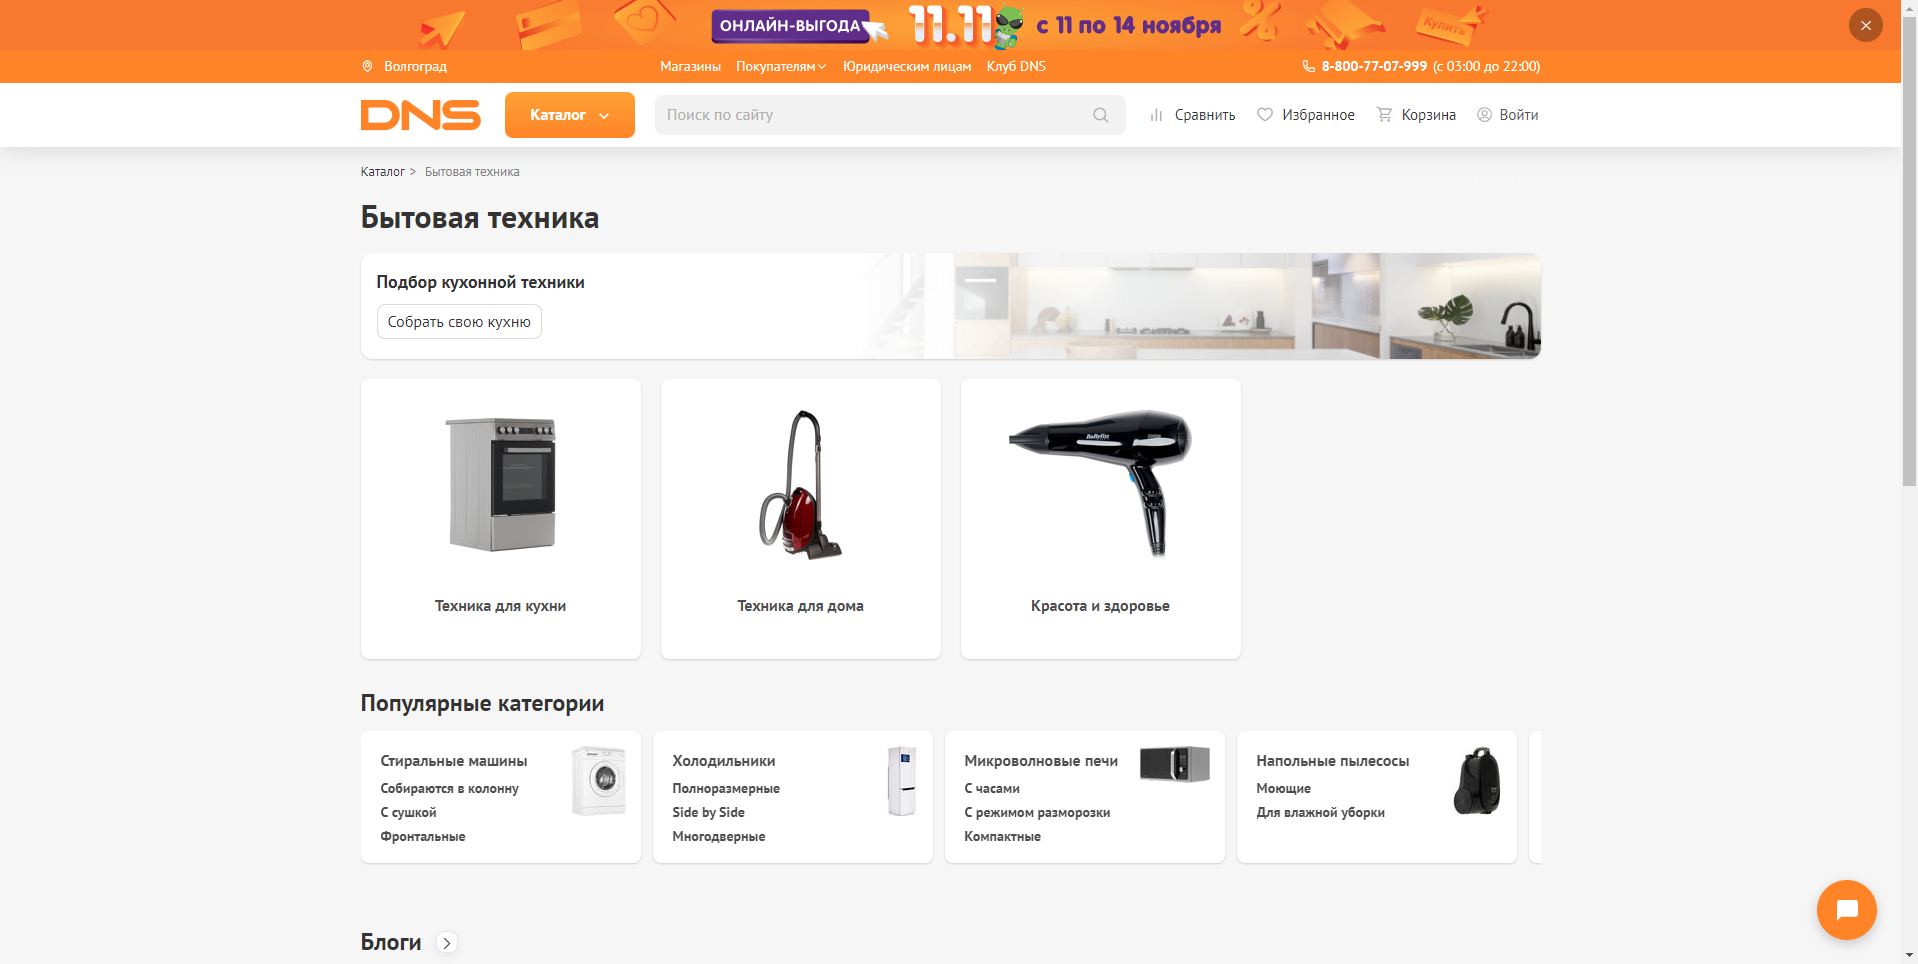 ОНЛАЙН-ВЫГОДА
11.11
с 11 по 14 ноября
Купить
Волгоград
Магазины
Покупателям
Юридическим лицам
Клуб DNS
8-800-77-07-999 (с 03:00 до 22:00)
DNS
Каталог
Поиск по сайту
Сравнить
Избранное
Корзина
Войти
Каталог > Бытовая техника
Бытовая техника
Подбор кухонной техники
Собрать свою кухню
BaByliss
Техника для кухни
Техника для дома
Красота и здоровье
Популярные категории
Стиральные машины
Собираются в колонну
С сушкой
Фронтальные
Холодильники
Полноразмерные
Side by Side
Многодверные
Микроволновые печи
С часами
С режимом разморозки
Компактные
Напольные пылесосы
Моющие
Для влажной уборки
Блоги